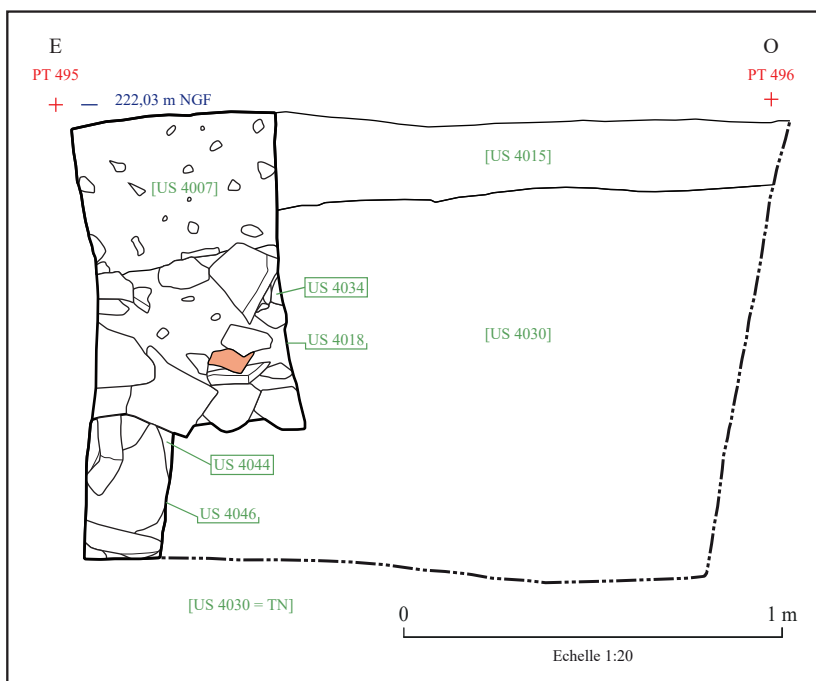 E
O
PT 495
PT 496
222,03 m NGF
[US 4015]
[US 4007]
US 4034
US 4018
[US 4030]
US 4044
US 4046
[US 4030 = TN]
0
1 m
Echelle 1:20